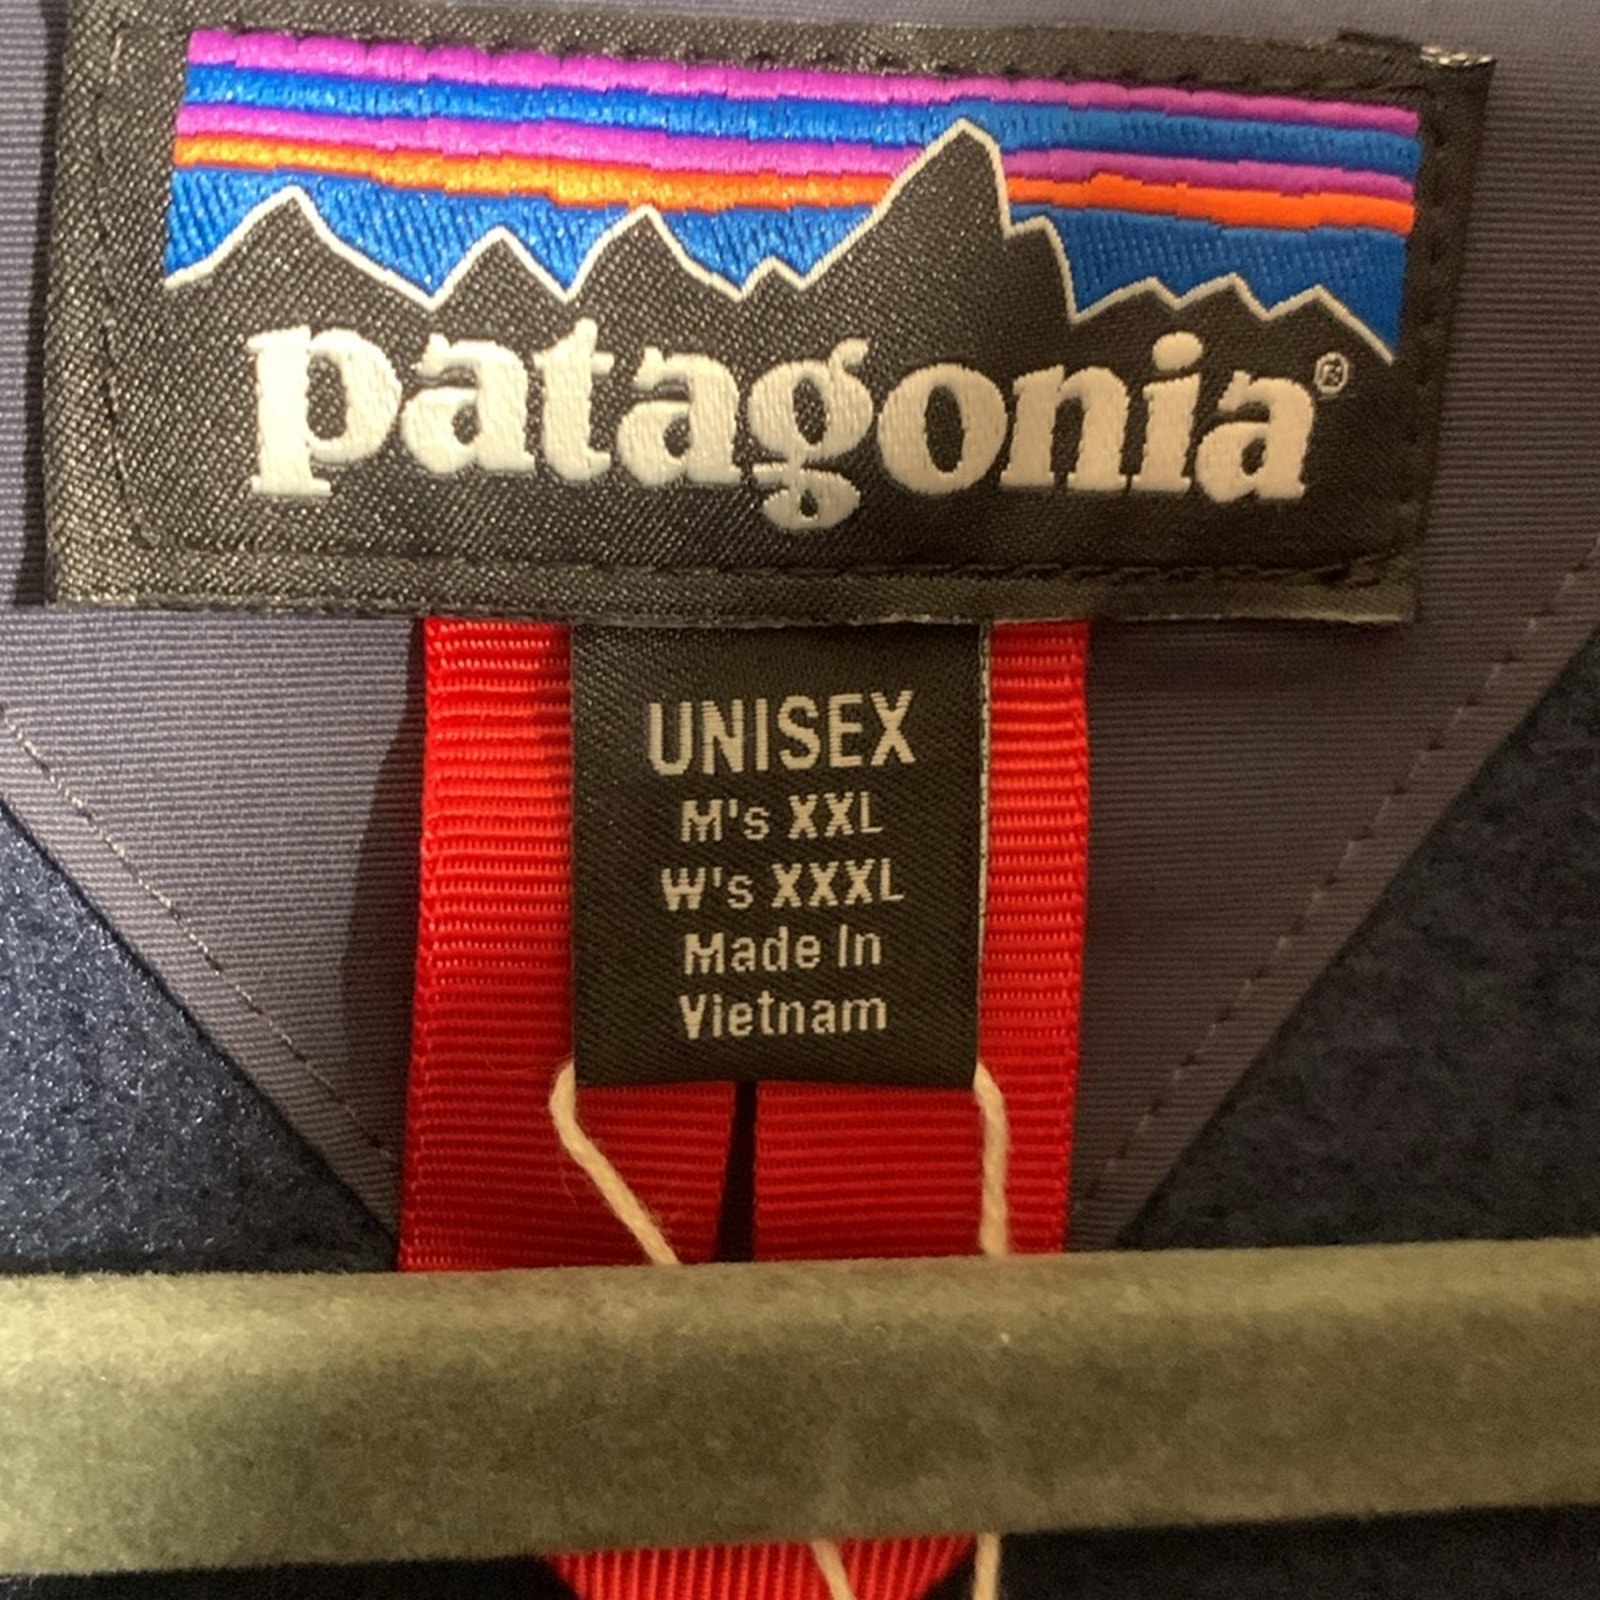 patagonia®
UNISEX
M's XXL
W's XXXL
Made In
Vietnam